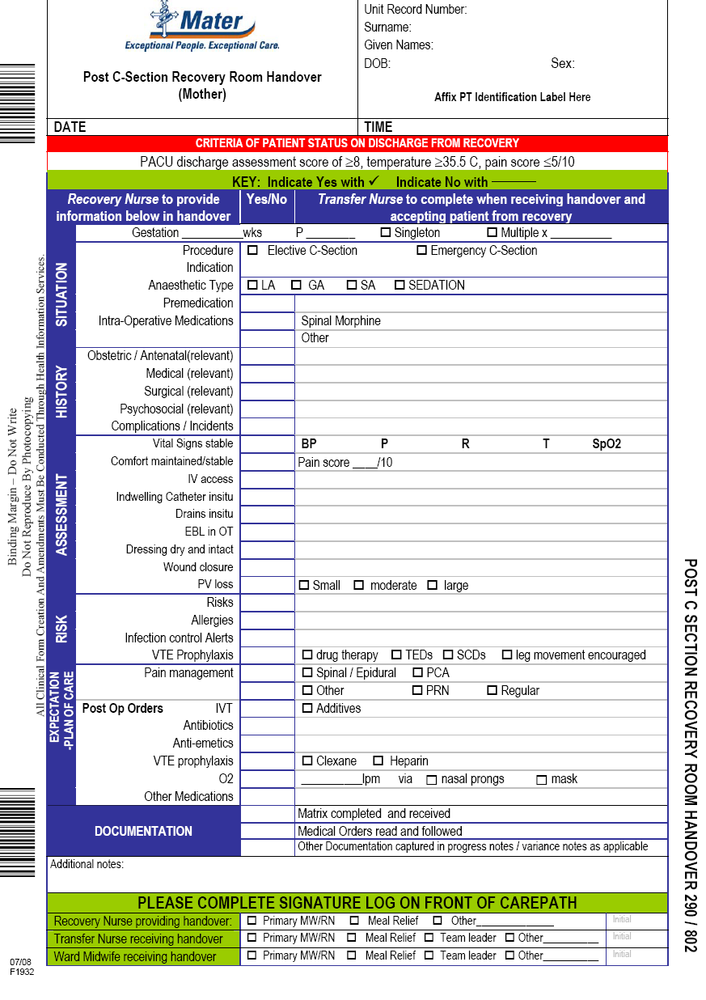 Mater
Exceptional People. Exceptional Care.
Post C-Section Recovery Room Handover
(Mother)
Unit Record Number:
Surname:
Given Names:
DOB: Sex:
Affix PT Identification Label Here
DATE TIME
CRITERIA OF PATIENT STATUS ON DISCHARGE FROM RECOVERY
PACU discharge assessment score of ≥8, temperature ≥35.5 C, pain score ≤5/10
KEY: Indicate Yes with ✓ Indicate No with ______
Recovery Nurse to provide
information below in handover
Yes/No
Transfer Nurse to complete when receiving handover and
accepting patient from recovery
SITUATION
Gestation __________wks P ________ ☐ Singleton ☐ Multiple x __________
Procedure ☐ Elective C-Section ☐ Emergency C-Section
Indication
Anaesthetic Type ☐ LA ☐ GA ☐ SA ☐ SEDATION
Premedication
Intra-Operative Medications Spinal Morphine
Other
HISTORY
Obstetric / Antenatal(relevant)
Medical (relevant)
Surgical (relevant)
Psychosocial (relevant)
Complications / Incidents
ASSESSMENT
Vital Signs stable BP P R T SpO2
Comfort maintained/stable Pain score ____/10
IV access
Indwelling Catheter insitu
Drains insitu
EBL in OT
Dressing dry and intact
Wound closure
PV loss ☐ Small ☐ moderate ☐ large
RISK
Risks
Allergies
Infection control Alerts
VTE Prophylaxis ☐ drug therapy ☐ TEDs ☐ SCDs ☐ leg movement encouraged
EXPECTATION
-PLAN OF CARE
Pain management ☐ Spinal / Epidural ☐ PCA
☐ Other ☐ PRN ☐ Regular
Post Op Orders IVT ☐ Additives
Antibiotics
Anti-emetics
VTE prophylaxis ☐ Clexane ☐ Heparin
O2 __________lpm via ☐ nasal prongs ☐ mask
Other Medications
DOCUMENTATION
Matrix completed and received
Medical Orders read and followed
Other Documentation captured in progress notes / variance notes as applicable
Additional notes:
PLEASE COMPLETE SIGNATURE LOG ON FRONT OF CAREPATH
Recovery Nurse providing handover: ☐ Primary MW/RN ☐ Meal Relief ☐ Other____________ Initial
Transfer Nurse receiving handover ☐ Primary MW/RN ☐ Meal Relief ☐ Team leader ☐ Other_________ Initial
Ward Midwife receiving handover ☐ Primary MW/RN ☐ Meal Relief ☐ Team leader ☐ Other_________ Initial
Binding Margin – Do Not Write
Do Not Reproduce By Photocopying
All Clinical Form Creation And Amendments Must Be Conducted Through Health Information Services.
07/08
F1932
POST C SECTION RECOVERY ROOM HANDOVER 290 / 802